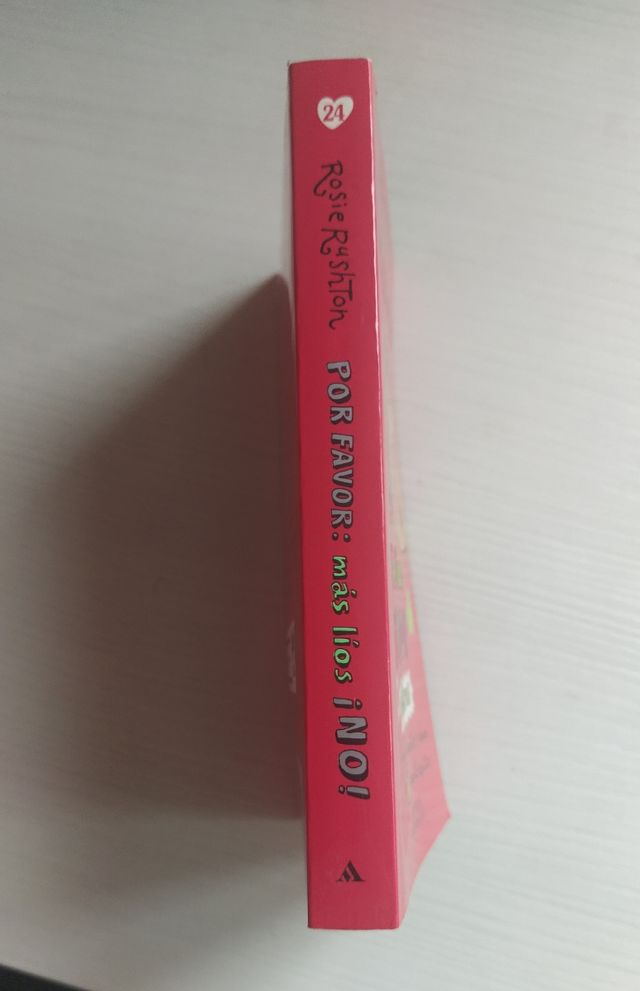 24
Rosie Rushton
POR FAVOR: más líos ¡NO!